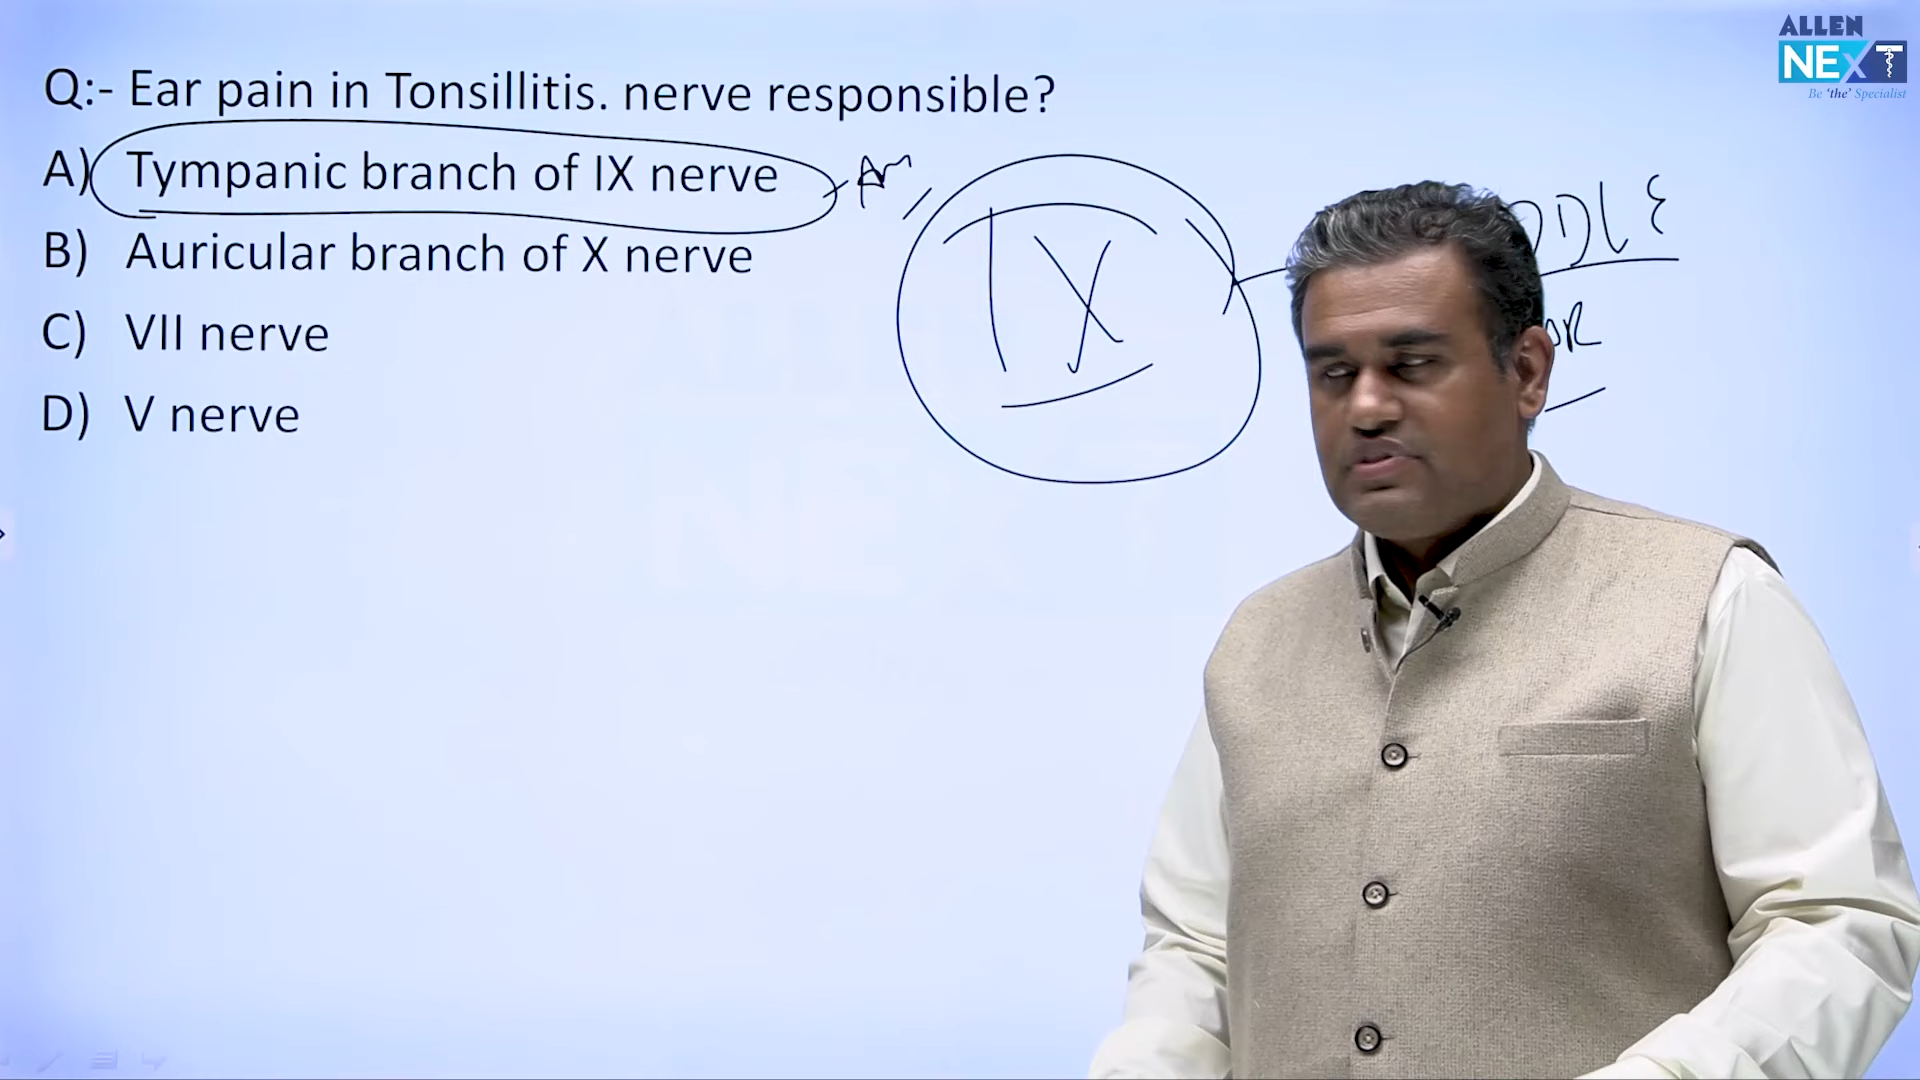 ALLEN
NEXT
Be 'the' Specialist
Q:- Ear pain in Tonsillitis. nerve responsible?
A) Tympanic branch of IX nerve
B) Auricular branch of X nerve
C) VII nerve
D) V nerve
IX